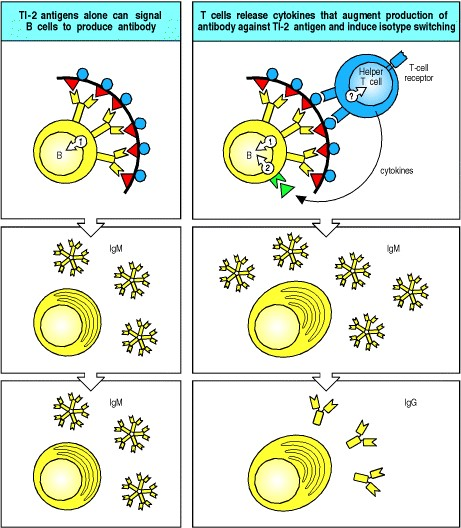 TI-2 antigens alone can signal
B cells to produce antibody
T cells release cytokines that augment production of
antibody against TI-2 antigen and induce isotype switching
B
1
Helper
T cell
?
T-cell
receptor
B
1
2
cytokines
IgM
IgM
IgM
IgG